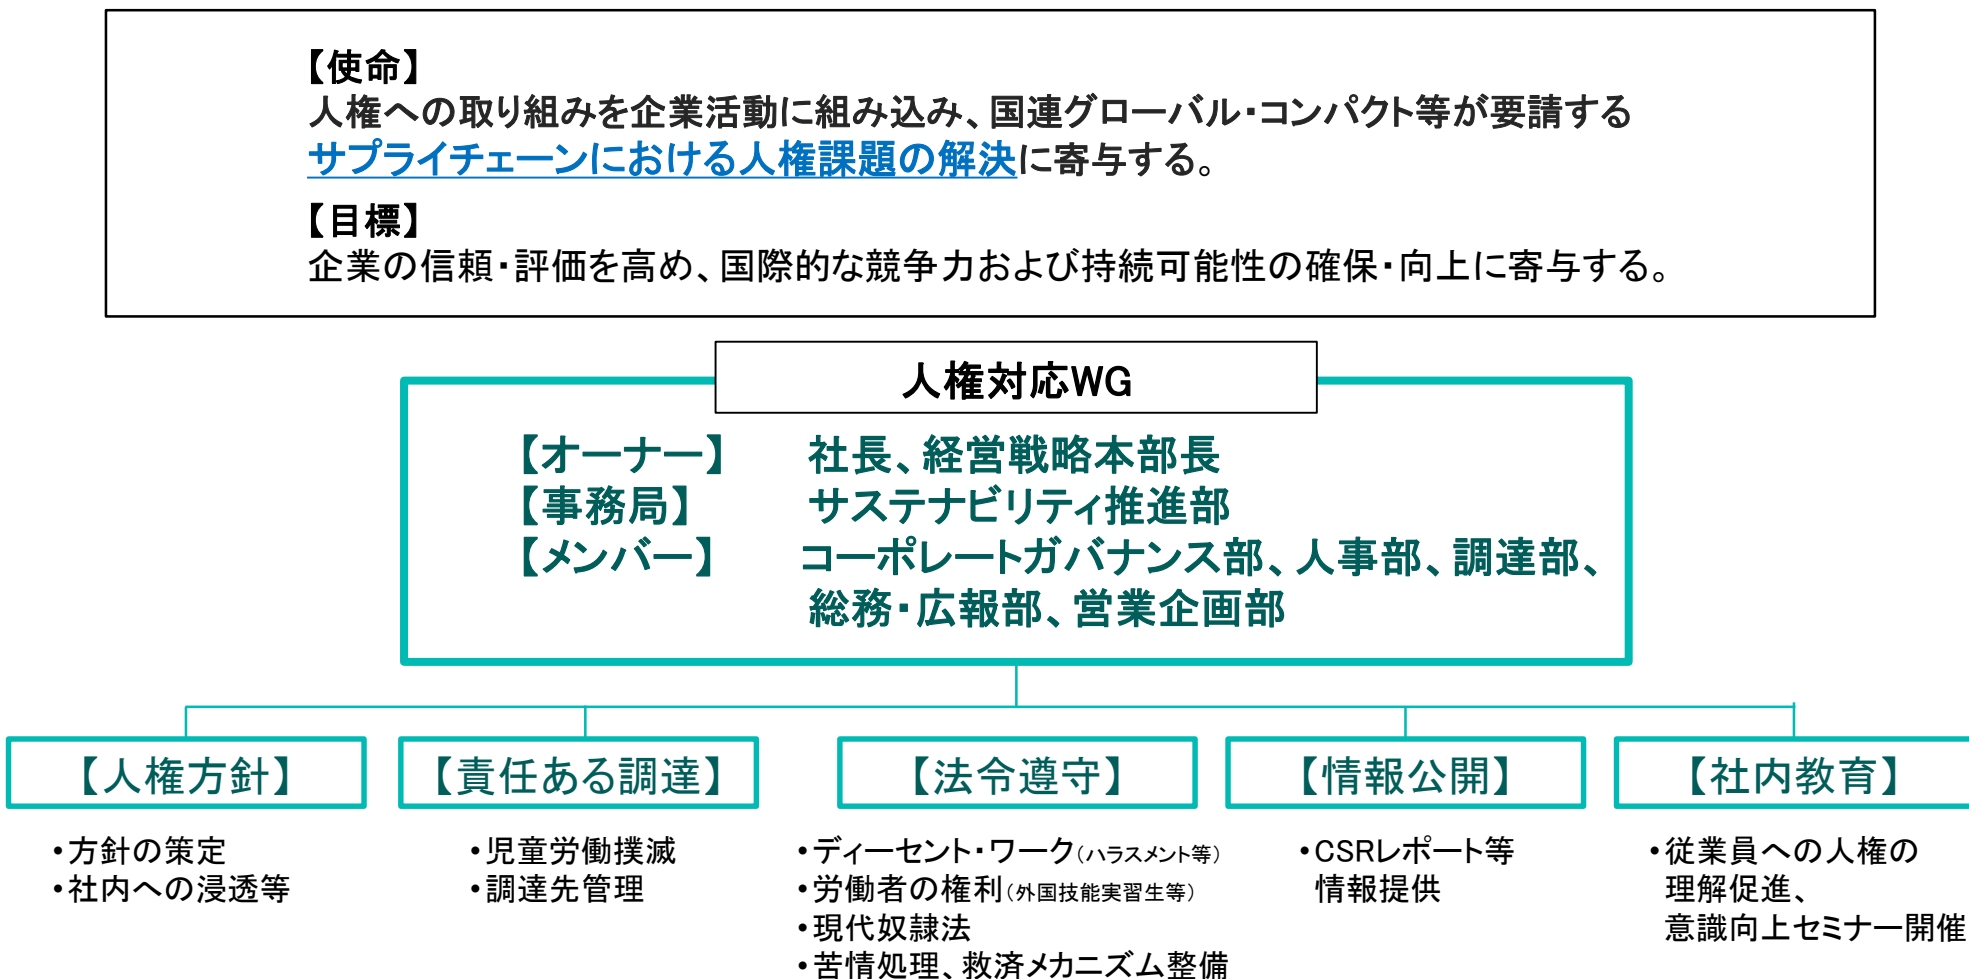 【使命】
人権への取り組みを企業活動に組み込み、国連グローバル・コンパクト等が要請する
サプライチェーンにおける人権課題の解決に寄与する。
【目標】
企業の信頼・評価を高め、国際的な競争力および持続可能性の確保・向上に寄与する。
人権対応WG
【オーナー】 社長、経営戦略本部長
【事務局】 サステナビリティ推進部
【メンバー】 コーポレートガバナンス部、人事部、調達部、
総務・広報部、営業企画部
【人権方針】
・方針の策定
・社内への浸透等
【責任ある調達】
・児童労働撲滅
・調達先管理
【法令遵守】
・ディーセント・ワーク(ハラスメント等)
・労働者の権利(外国技能実習生等)
・現代奴隷法
・苦情処理、救済メカニズム整備
【情報公開】
・CSRレポート等
情報提供
【社内教育】
・従業員への人権の
理解促進、
意識向上セミナー開催